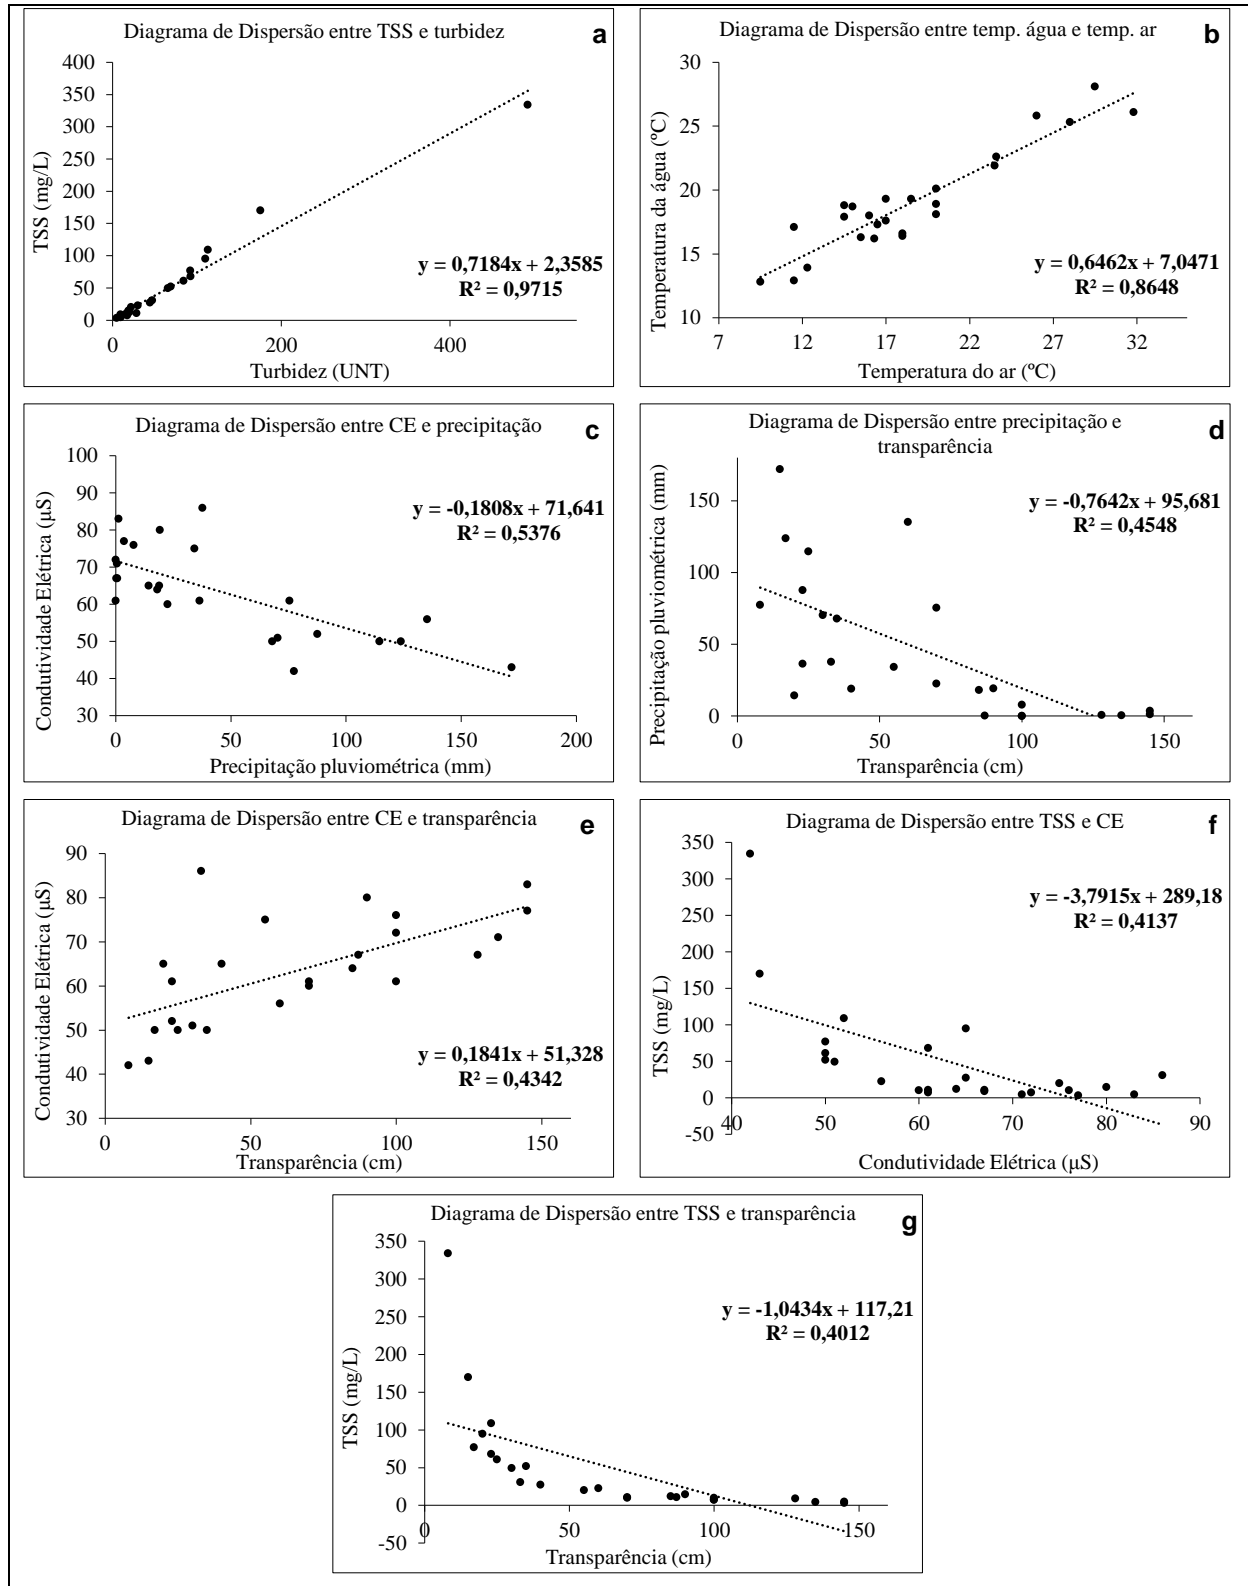 Diagrama de Dispersão entre TSS e turbidez
a
400
350
300
250
200
150
100
50
0
TSS (mg/L)
y = 0,7184x + 2,3585
R² = 0,9715
0 200 400
Turbidez (UNT)
Diagrama de Dispersão entre temp. água e temp. ar
b
30
25
20
15
10
Temperatura da água (ºC)
y = 0,6462x + 7,0471
R² = 0,8648
7 12 17 22 27 32
Temperatura do ar (ºC)
Diagrama de Dispersão entre CE e precipitação
c
100
90
80
70
60
50
40
30
Condutividade Elétrica (µS)
y = -0,1808x + 71,641
R² = 0,5376
0 50 100 150 200
Precipitação pluviométrica (mm)
Diagrama de Dispersão entre precipitação e
transparência
d
150
100
50
0
Precipitação pluviométrica (mm)
y = -0,7642x + 95,681
R² = 0,4548
0 50 100 150
Transparência (cm)
Diagrama de Dispersão entre CE e transparência
e
90
80
70
60
50
40
30
Condutividade Elétrica (µS)
y = 0,1841x + 51,328
R² = 0,4342
0 50 100 150
Transparência (cm)
Diagrama de Dispersão entre TSS e CE
f
350
300
250
200
150
100
50
0
-50
TSS (mg/L)
y = -3,7915x + 289,18
R² = 0,4137
40 50 60 70 80 90
Condutividade Elétrica (µS)
Diagrama de Dispersão entre TSS e transparência
g
350
300
250
200
150
100
50
0
-50
TSS (mg/L)
y = -1,0434x + 117,21
R² = 0,4012
0 50 100 150
Transparência (cm)